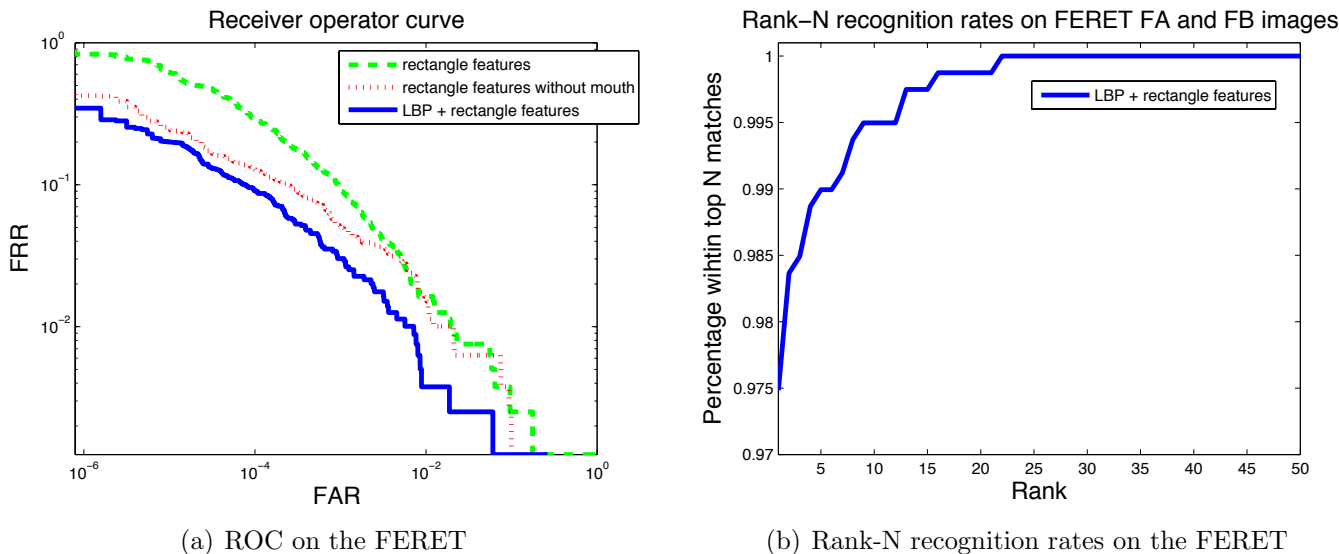 Receiver operator curve
10^0
10^-1
10^-2
FRR
10^-6
10^-4
10^-2
10^0
FAR
rectangle features
rectangle features without mouth
LBP + rectangle features
(a) ROC on the FERET
Rank-N recognition rates on FERET FA and FB images
1
0.995
0.99
0.985
0.98
0.975
0.97
Percentage wihtin top N matches
5
10
15
20
25
30
35
40
45
50
Rank
LBP + rectangle features
(b) Rank-N recognition rates on the FERET